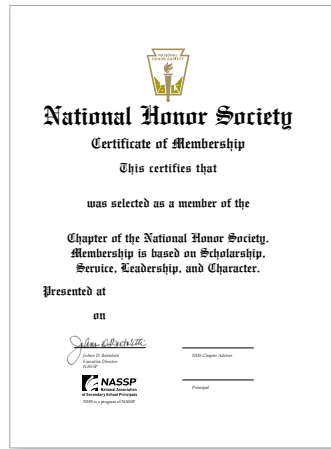 NATIONAL
HONOR SOCIETY
National Honor Society
Certificate of Membership
This certifies that
was selected as a member of the
Chapter of the National Honor Society.
Membership is based on Scholarship,
Service, Leadership, and Character.
Presented at
on
JoAnn D. Bartoletti
JoAnn D. Bartoletti
Executive Director
NASSP
NHS Chapter Adviser
NASSP
National Association
of Secondary School Principals
NHS is a program of NASSP
Principal